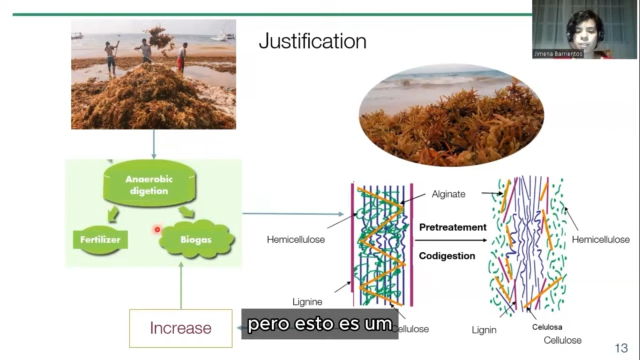 Justification
Jimena Barrientos
Anaerobic
digetion
Fertilizer
Biogas
Increase
Alginate
Hemicellulose
Pretreatement
Codigestion
Hemicellulose
Lignine
Cellulose
Lignin
Celulosa
Cellulose
pero esto es um
13